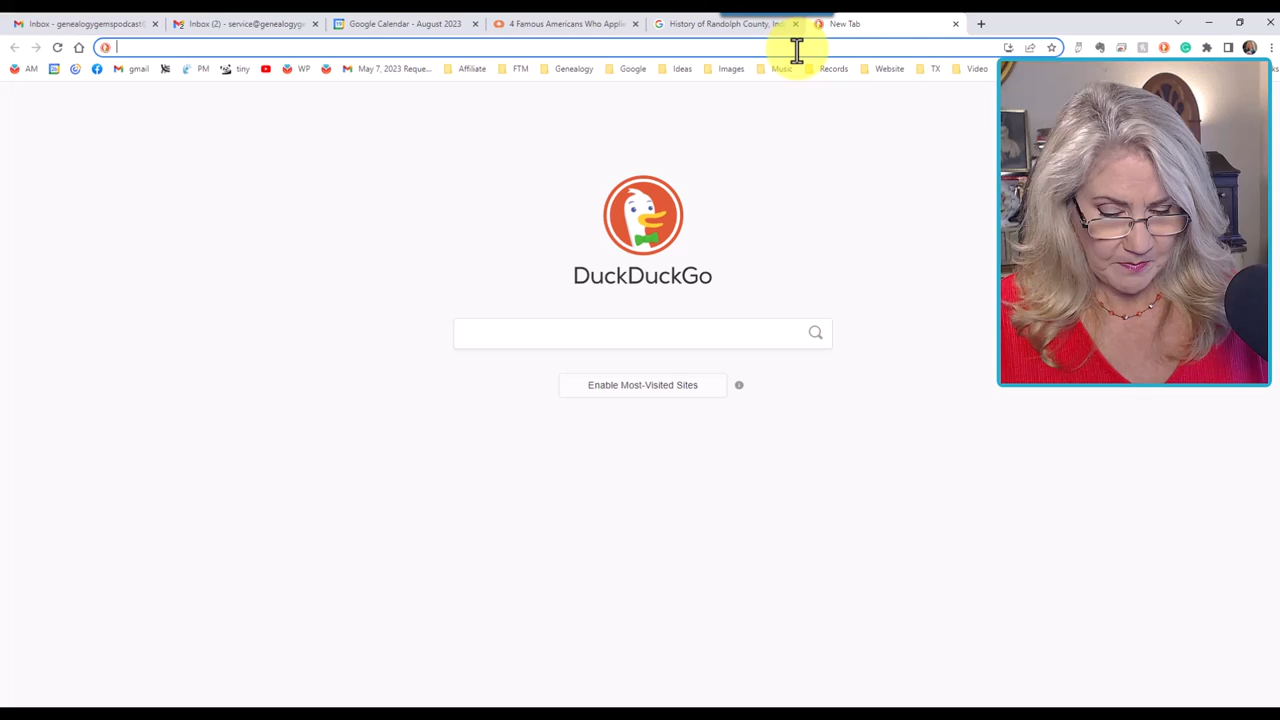 Inbox - genealogygemspodcast@
Inbox (2) - service@genealogyge
Google Calendar - August 2023
4 Famous Americans Who Applie
History of Randolph County, Ind
New Tab
AM
gmail
PM
tiny
WP
May 7, 2023 Reque...
Affiliate
FTM
Genealogy
Google
Ideas
Images
Music
Records
Website
TX
Video
DuckDuckGo
Enable Most-Visited Sites